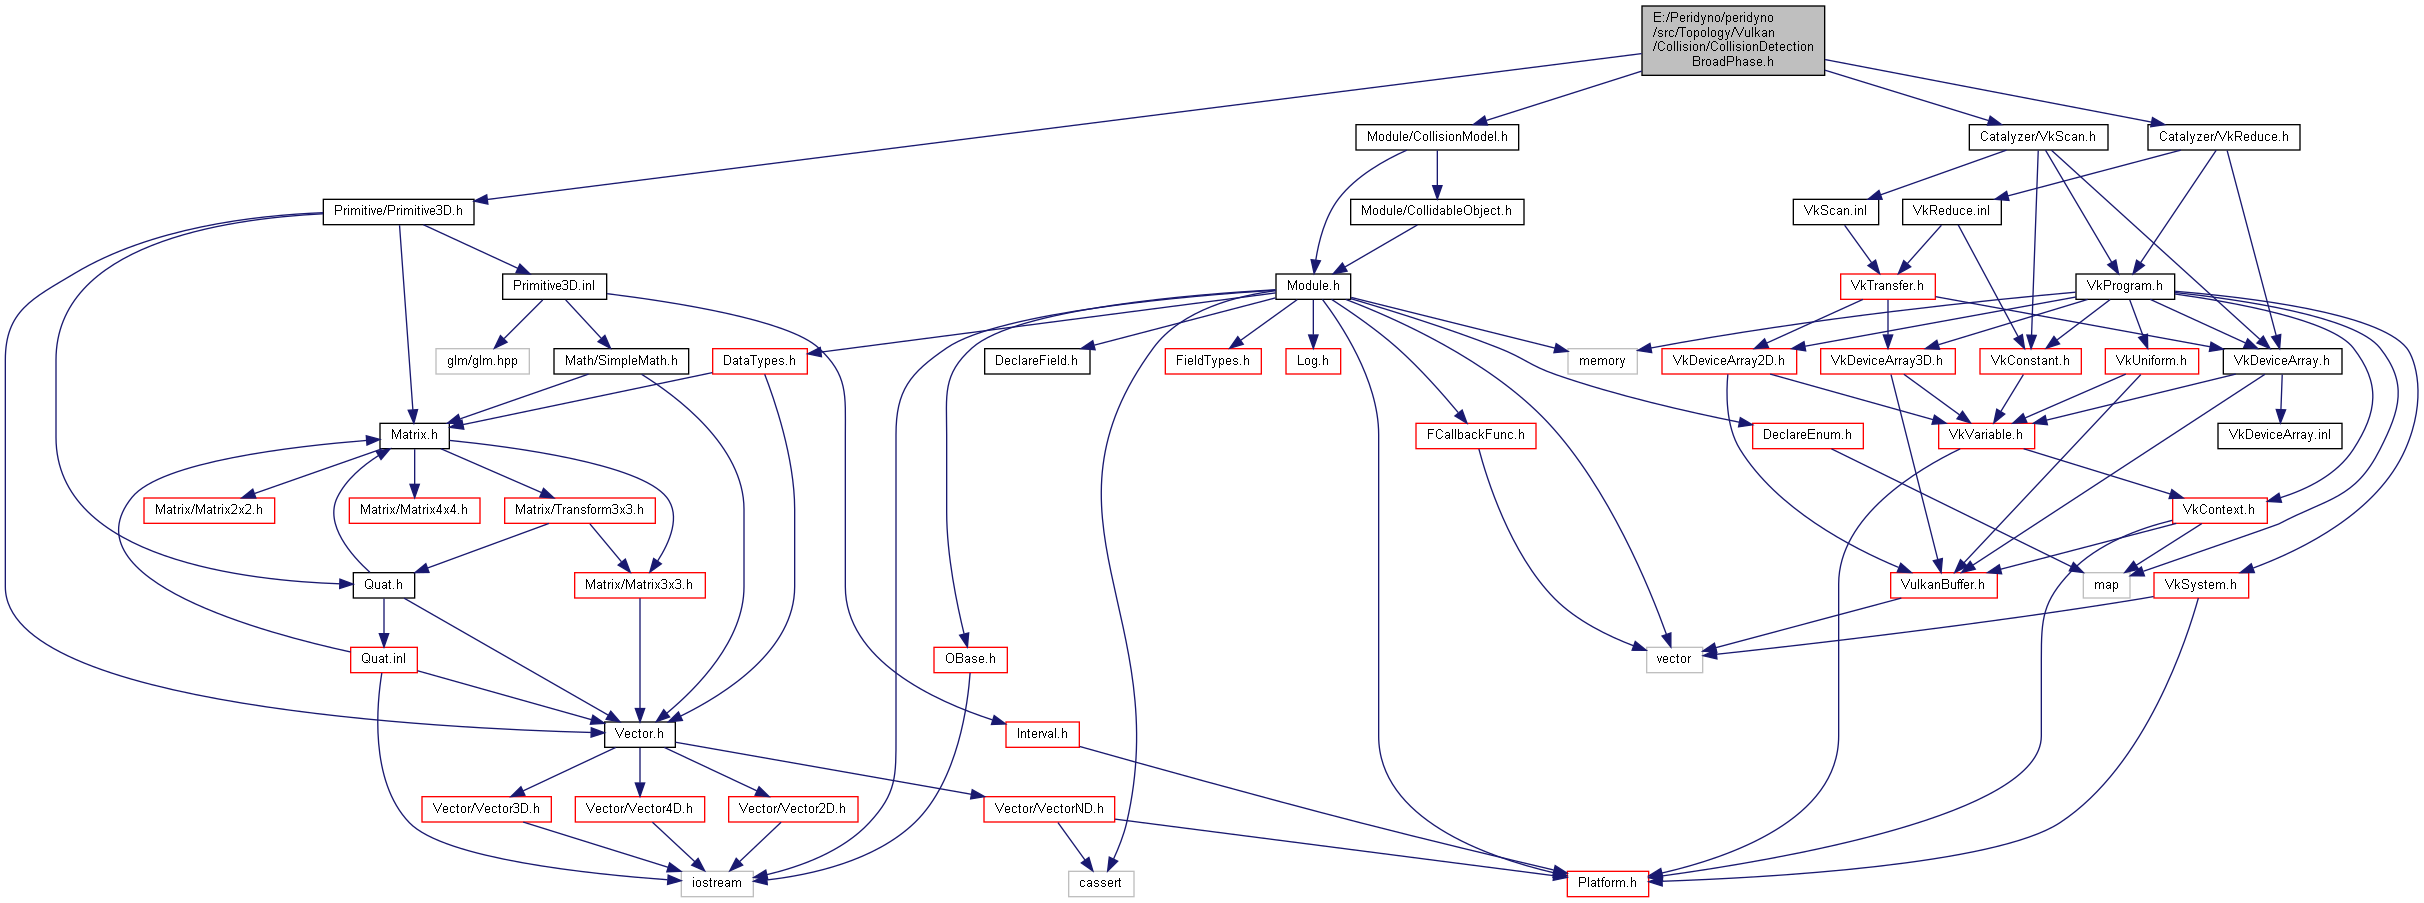 E:/Peridyno/peridyno
/src/Topology/Vulkan
/Collision/CollisionDetection
BroadPhase.h
Module/CollisionModel.h
Catalyzer/VkScan.h
Catalyzer/VkReduce.h
Primitive/Primitive3D.h
Module/CollidableObject.h
VkScan.inl
VkReduce.inl
Primitive3D.inl
Module.h
VkTransfer.h
VkProgram.h
glm/glm.hpp
Math/SimpleMath.h
DataTypes.h
DeclareField.h
FieldTypes.h
Log.h
memory
VkDeviceArray2D.h
VkDeviceArray3D.h
VkConstant.h
VkUniform.h
VkDeviceArray.h
Matrix.h
FCallbackFunc.h
DeclareEnum.h
VkVariable.h
VkDeviceArray.inl
Matrix/Matrix2x2.h
Matrix/Matrix4x4.h
Matrix/Transform3x3.h
VkContext.h
Quat.h
Matrix/Matrix3x3.h
VulkanBuffer.h
map
VkSystem.h
Quat.inl
OBase.h
vector
Vector.h
Interval.h
Vector/Vector3D.h
Vector/Vector4D.h
Vector/Vector2D.h
Vector/VectorND.h
iostream
cassert
Platform.h